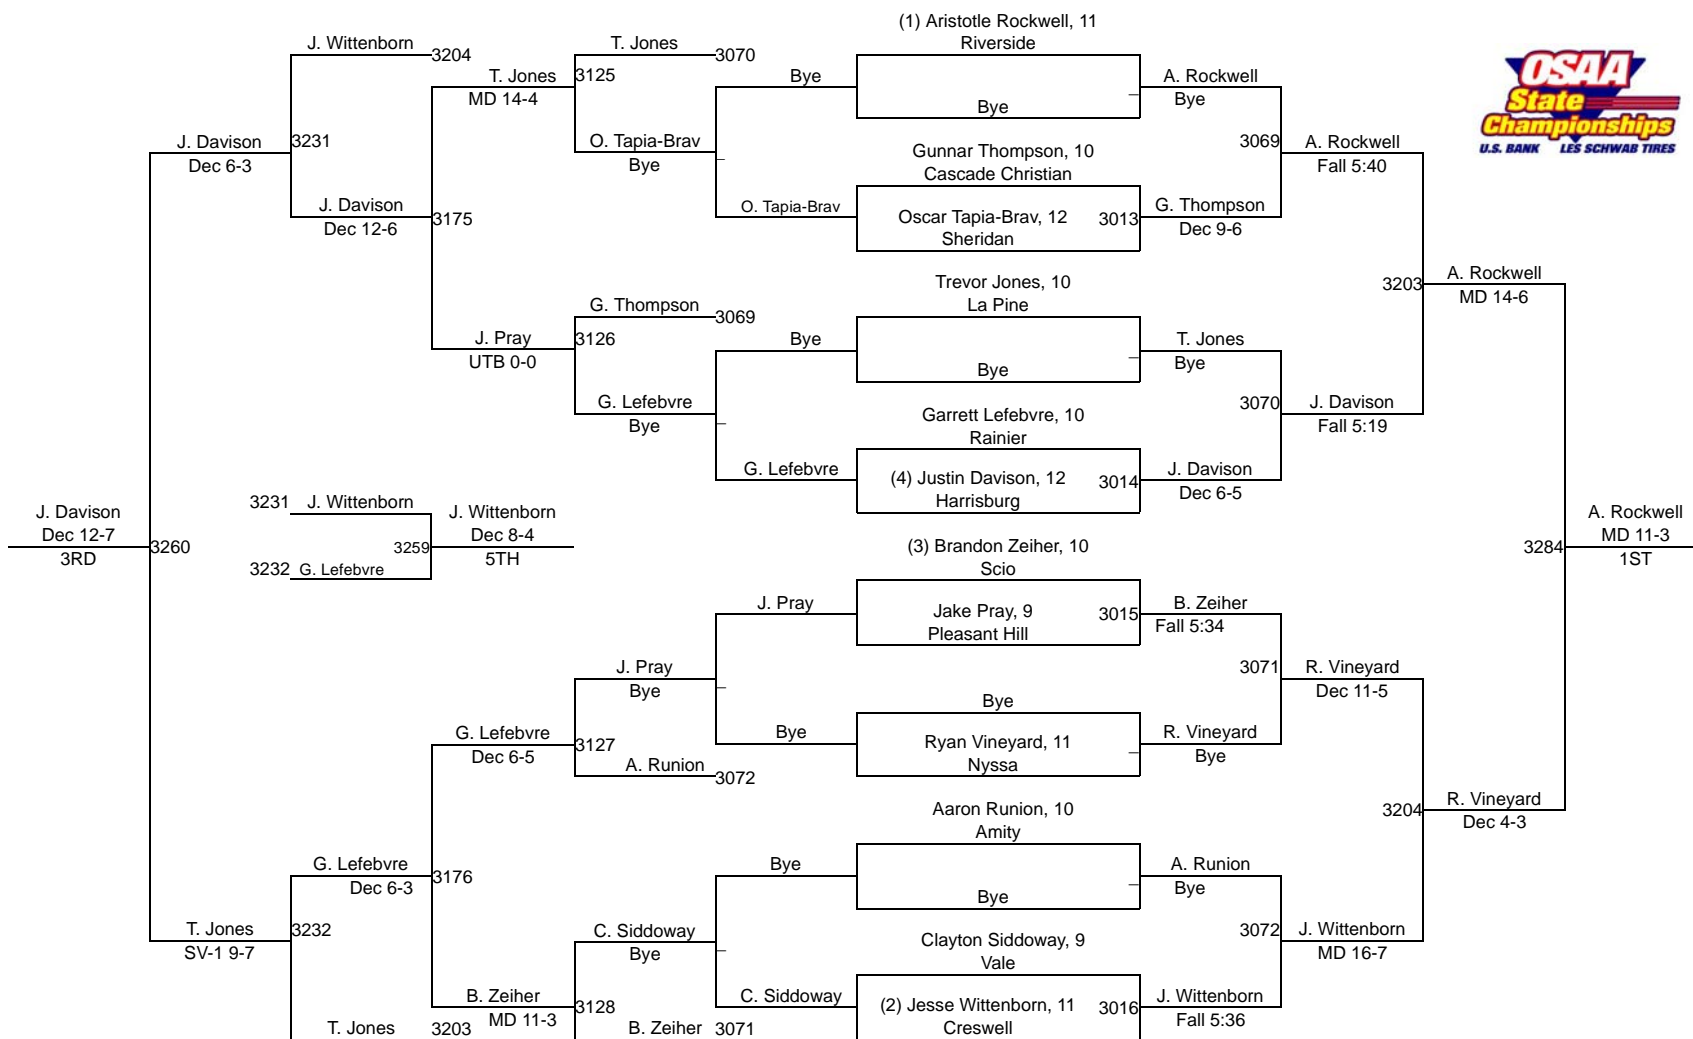 (1) Aristotle Rockwell, 11
Riverside
Bye
Gunnar Thompson, 10
Cascade Christian
Oscar Tapia-Brav, 12
3013
Sheridan
Trevor Jones, 10
La Pine
Bye
Garrett Lefebvre, 10
Rainier
(4) Justin Davison, 12
3014
Harrisburg
(3) Brandon Zeiher, 10
Scio
Jake Pray, 9
3015
Pleasant Hill
Bye
Ryan Vineyard, 11
Nyssa
Aaron Runion, 10
Amity
Bye
Clayton Siddoway, 9
Vale
(2) Jesse Wittenborn, 11
3016
Creswell
A. Rockwell
Bye
3069
G. Thompson
Dec 9-6
T. Jones
Bye
3070
J. Davison
Dec 6-5
B. Zeiher
Fall 5:34
3071
R. Vineyard
Bye
A. Runion
Bye
3072
J. Wittenborn
Fall 5:36
A. Rockwell
Fall 5:40
3203
J. Davison
Fall 5:19
R. Vineyard
Dec 11-5
3204
J. Wittenborn
MD 16-7
A. Rockwell
MD 14-6
3284
R. Vineyard
Dec 4-3
A. Rockwell
MD 11-3
1ST
OSAA
State
Championships
U.S. BANK LES SCHWAB TIRES
Bye
O. Tapia-Brav
Bye
G. Lefebvre
J. Pray
Bye
Bye
C. Siddoway
T. Jones
3070
3125
O. Tapia-Brav
Bye
G. Thompson
3069
3126
G. Lefebvre
Bye
J. Pray
Bye
3127
A. Runion
3072
C. Siddoway
Bye
3128
B. Zeiher 3071
T. Jones
MD 14-4
3175
J. Pray
UTB 0-0
G. Lefebvre
Dec 6-5
3176
B. Zeiher
MD 11-3
J. Wittenborn
3204
3231
J. Davison
Dec 12-6
G. Lefebvre
Dec 6-3
3232
T. Jones 3203
J. Davison
Dec 6-3
3260
T. Jones
SV-1 9-7
J. Davison
Dec 12-7
3RD
3231 J. Wittenborn
3259
3232 G. Lefebvre
J. Wittenborn
Dec 8-4
5TH